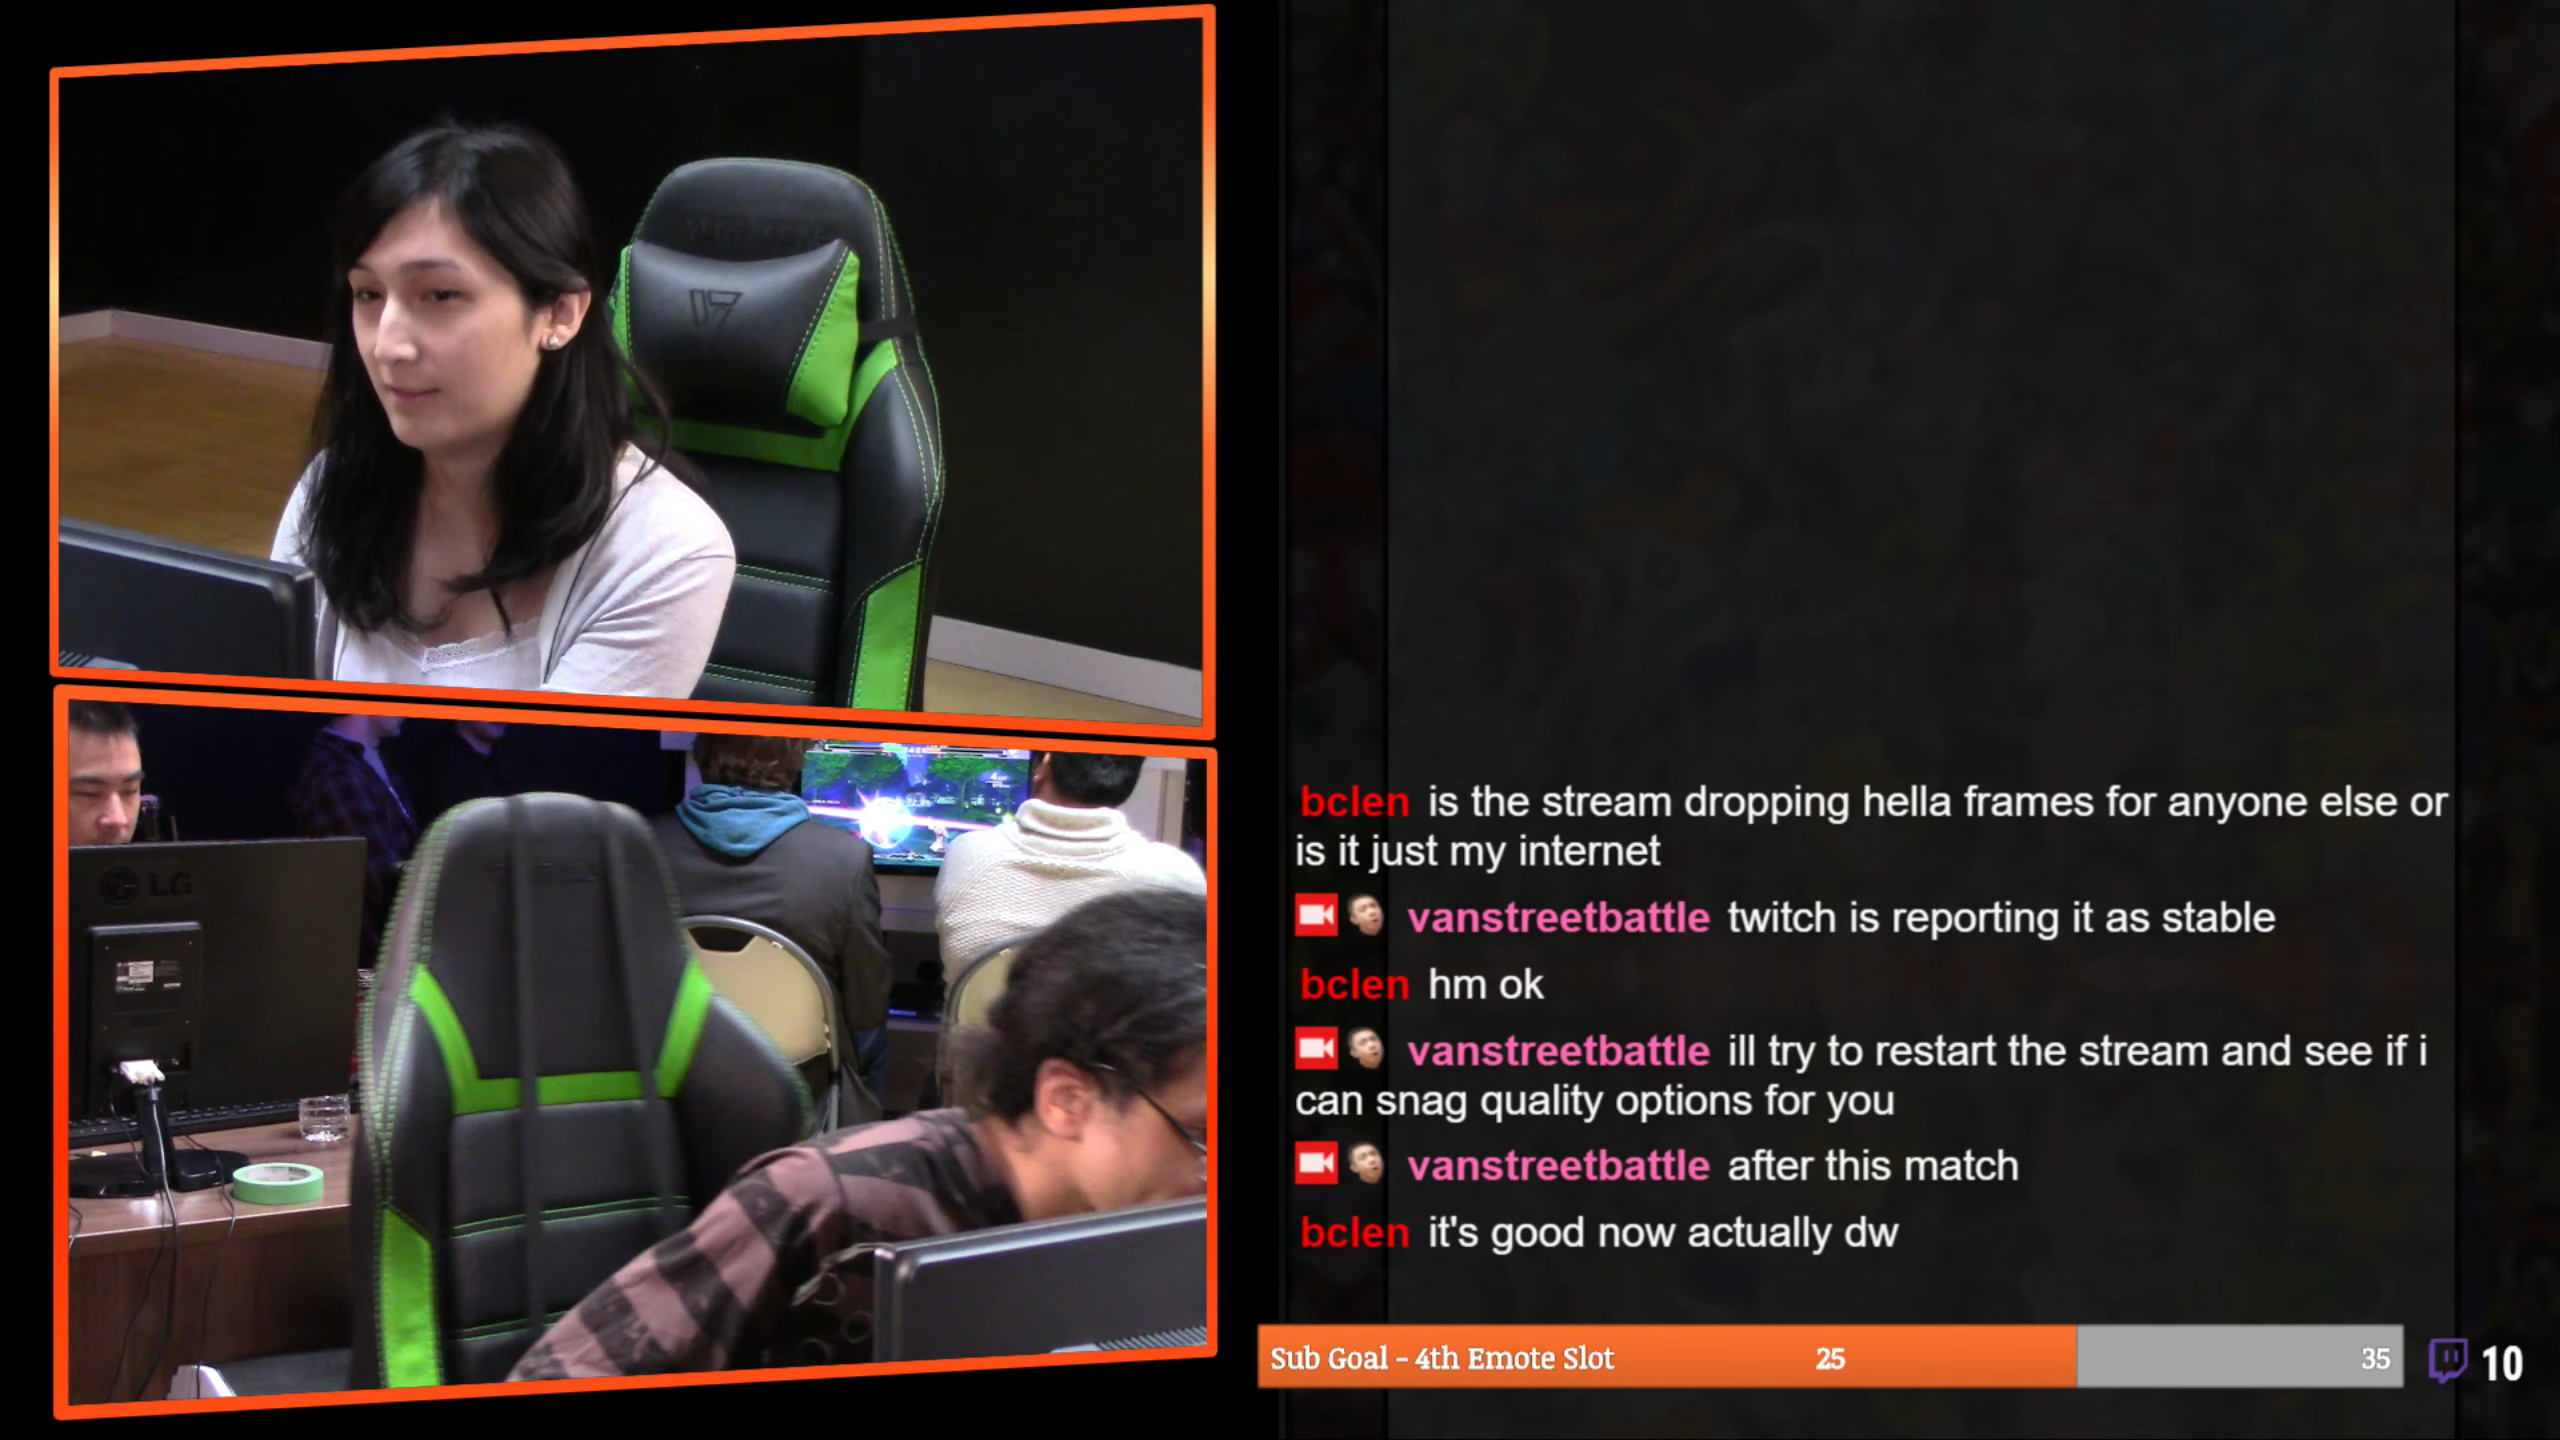 LG
bclen is the stream dropping hella frames for anyone else or
is it just my internet
vanstreetbattle twitch is reporting it as stable
bclen hm ok
vanstreetbattle ill try to restart the stream and see if i
can snag quality options for you
vanstreetbattle after this match
bclen it's good now actually dw
Sub Goal - 4th Emote Slot 25 35 10